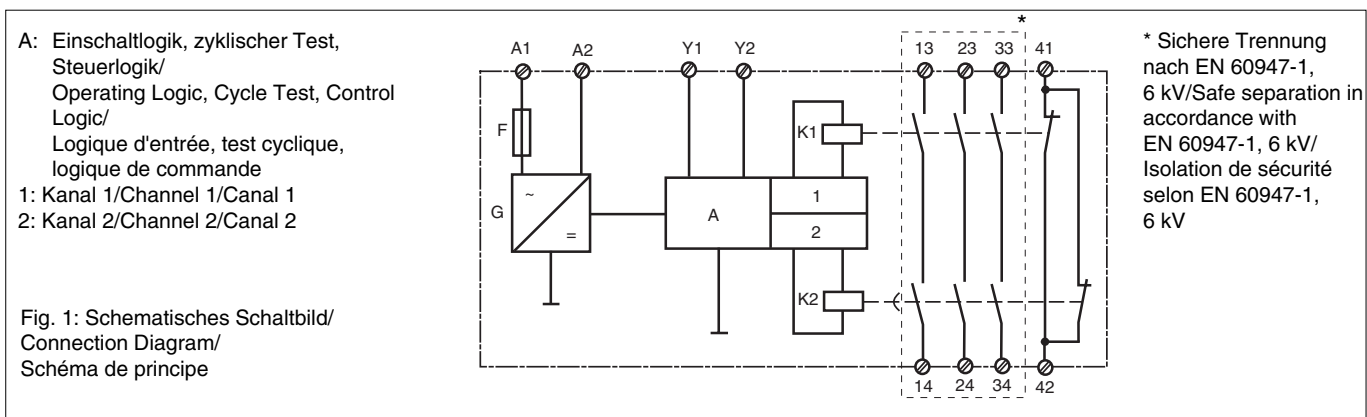 A: Einschaltlogik, zyklischer Test,
Steuerlogik/
Operating Logic, Cycle Test, Control
Logic/
Logique d'entrée, test cyclique,
logique de commande
1: Kanal 1/Channel 1/Canal 1
2: Kanal 2/Channel 2/Canal 2
Fig. 1: Schematisches Schaltbild/
Connection Diagram/
Schéma de principe
*
A1 A2 Y1 Y2 13 23 33 41
F
K1
~
G
=
A
1
2
K2
14 24 34 42
* Sichere Trennung
nach EN 60947-1,
6 kV/Safe separation in
accordance with
EN 60947-1, 6 kV/
Isolation de sécurité
selon EN 60947-1,
6 kV